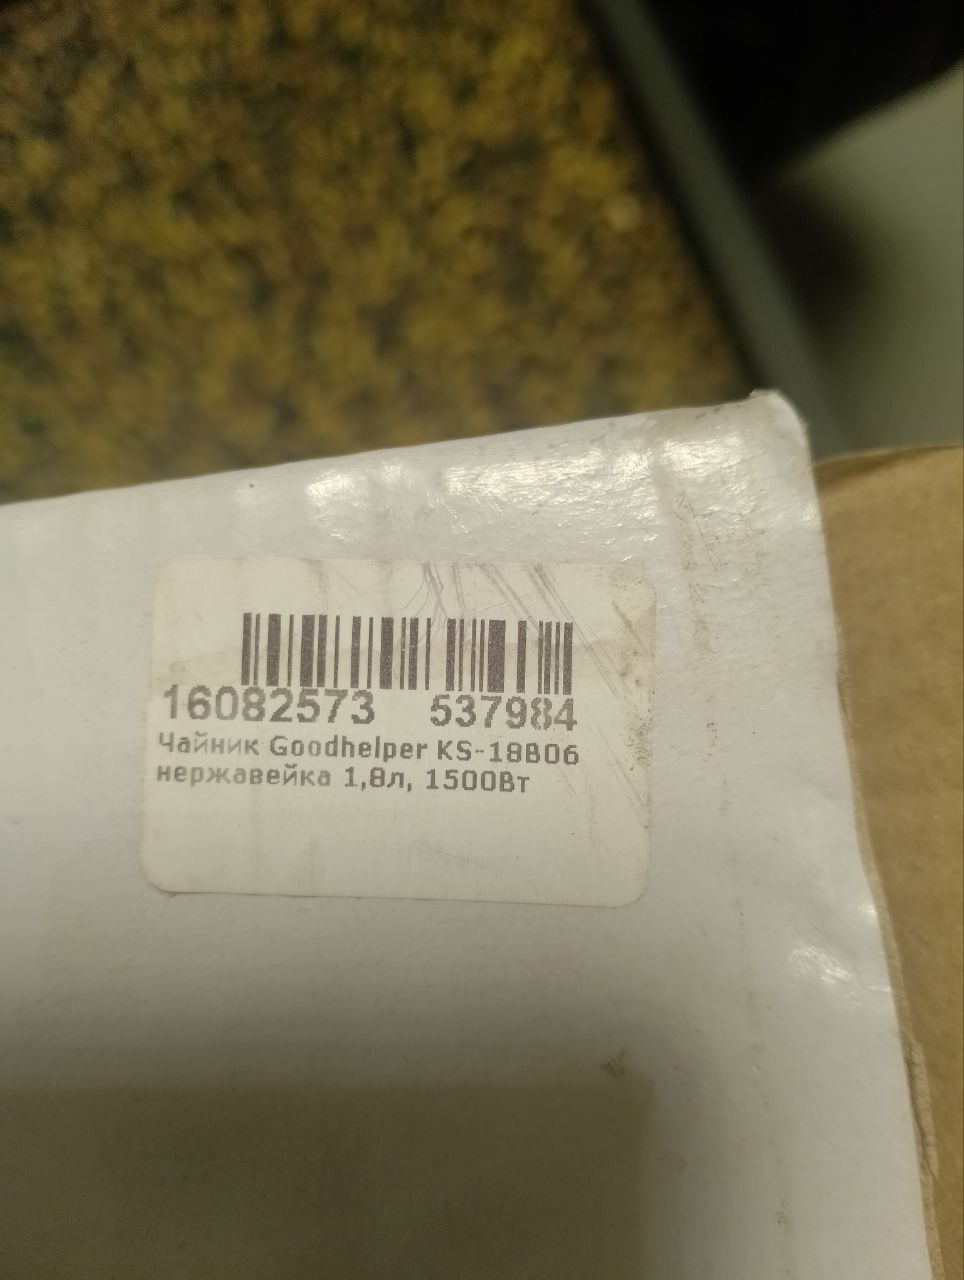 16082573 537984
Чайник Goodhelper KS-18B06
нержавейка 1,8л, 1500Вт